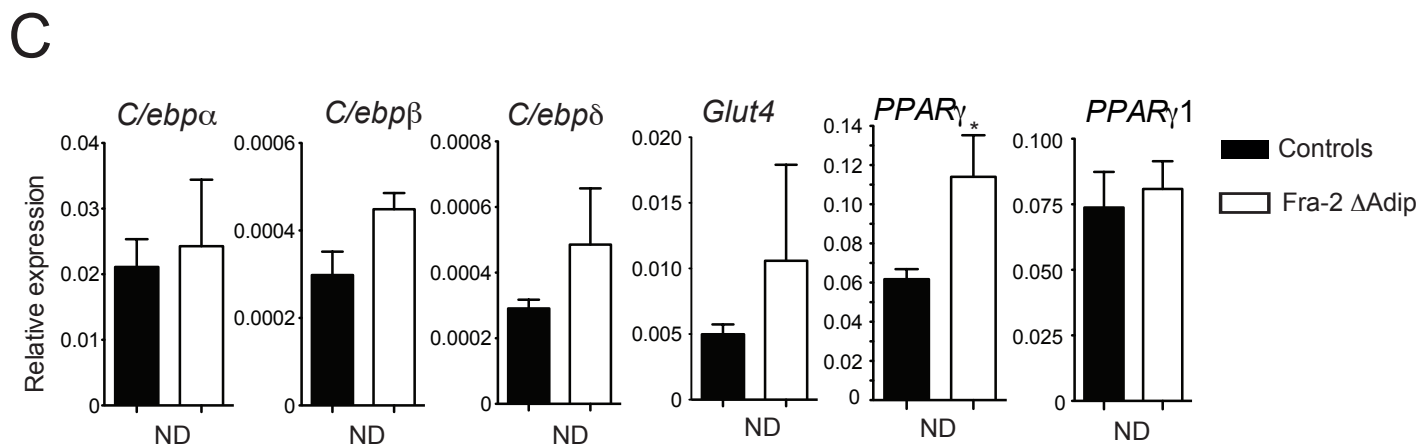 C
C/ebpα
C/ebpβ
C/ebpδ
Glut4
PPARγ
PPARγ1
*
Relative expression
0.04
0.03
0.02
0.01
0
ND
0.0006
0.0004
0.0002
0
ND
0.0008
0.0006
0.0004
0.0002
0
ND
0.020
0.015
0.010
0.005
0
ND
0.14
0.12
0.10
0.08
0.06
0.04
0.02
0
ND
0.100
0.075
0.050
0.025
0
ND
Controls
Fra-2 ΔAdip